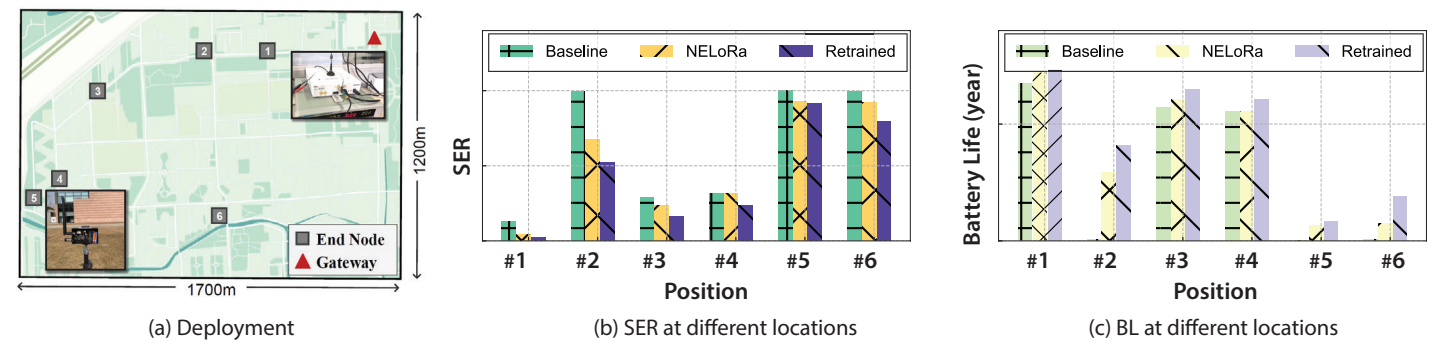 1
2
3
4
5
6
End Node
Gateway
1200m
1700m
(a) Deployment
Baseline NELoRa Retrained
SER
#1 #2 #3 #4 #5 #6
Position
(b) SER at different locations
Baseline NELoRa Retrained
Battery Life (year)
#1 #2 #3 #4 #5 #6
Position
(c) BL at different locations